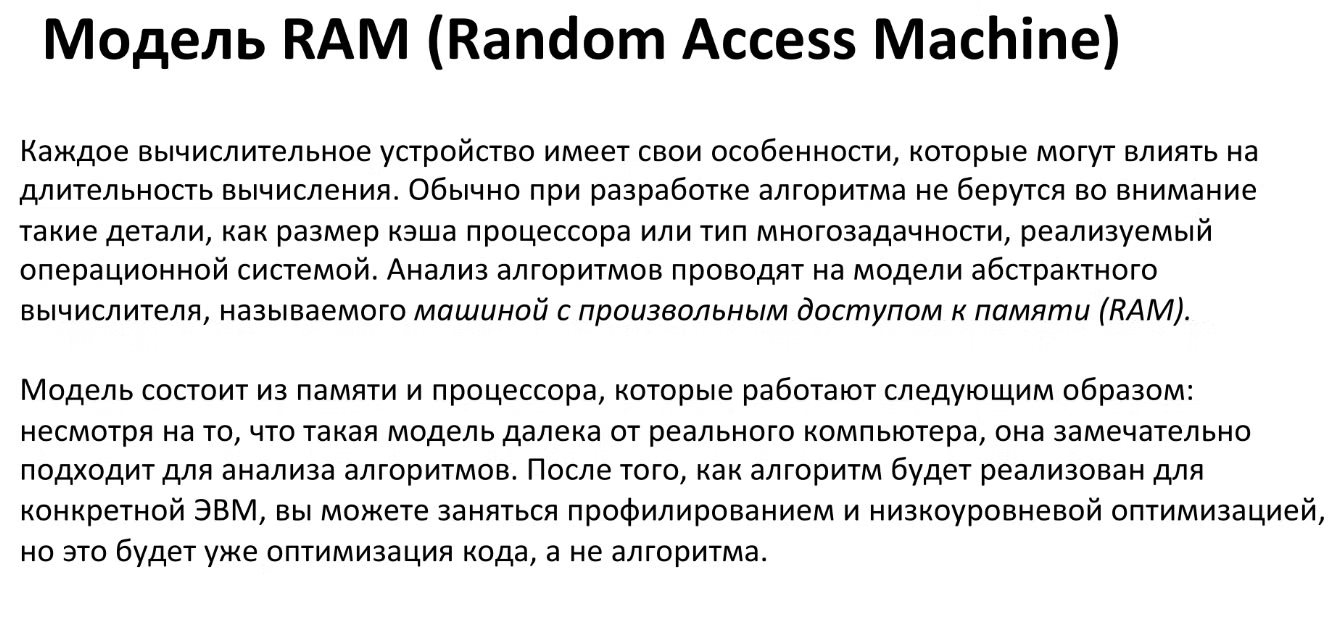 Модель RAM (Random Access Machine)
Каждое вычислительное устройство имеет свои особенности, которые могут влиять на
длительность вычисления. Обычно при разработке алгоритма не берутся во внимание
такие детали, как размер кэша процессора или тип многозадачности, реализуемый
операционной системой. Анализ алгоритмов проводят на модели абстрактного
вычислителя, называемого машиной с произвольным доступом к памяти (RAM).
Модель состоит из памяти и процессора, которые работают следующим образом:
несмотря на то, что такая модель далека от реального компьютера, она замечательно
подходит для анализа алгоритмов. После того, как алгоритм будет реализован для
конкретной ЭВМ, вы можете заняться профилированием и низкоуровневой оптимизацией,
но это будет уже оптимизация кода, а не алгоритма.